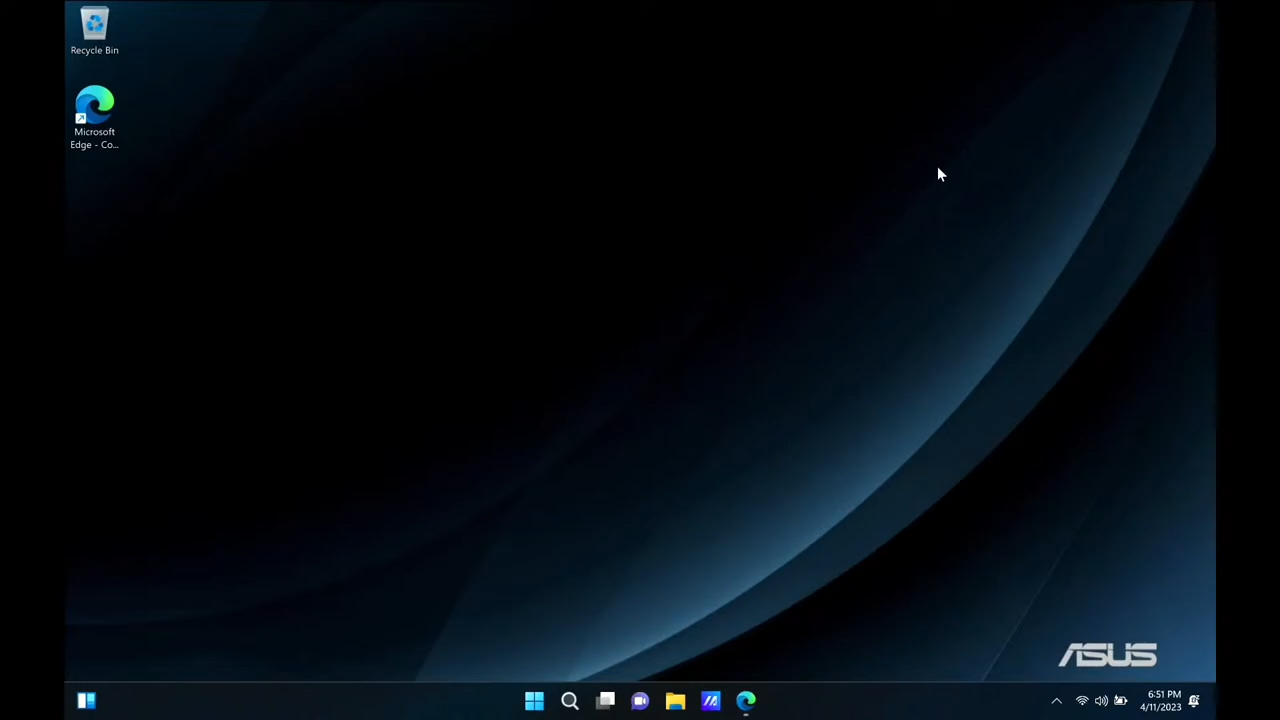 Recycle Bin
Microsoft
Edge - Co...
ASUS
6:51 PM
4/11/2023